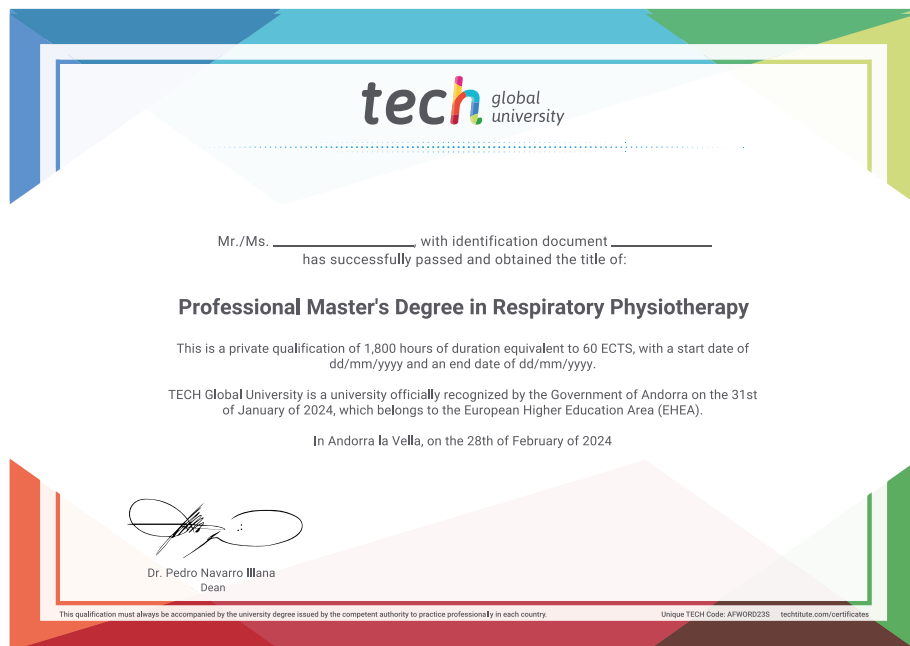 tech global
university
Mr./Ms. ________________, with identification document ____________
has successfully passed and obtained the title of:
Professional Master's Degree in Respiratory Physiotherapy
This is a private qualification of 1,800 hours of duration equivalent to 60 ECTS, with a start date of
dd/mm/yyyy and an end date of dd/mm/yyyy.
TECH Global University is a university officially recognized by the Government of Andorra on the 31st
of January of 2024, which belongs to the European Higher Education Area (EHEA).
In Andorra la Vella, on the 28th of February of 2024
Dr. Pedro Navarro Illana
Dean
This qualification must always be accompanied by the university degree issued by the competent authority to practice professionally in each country.
Unique TECH Code: AFWORD23S techtitute.com/certificates